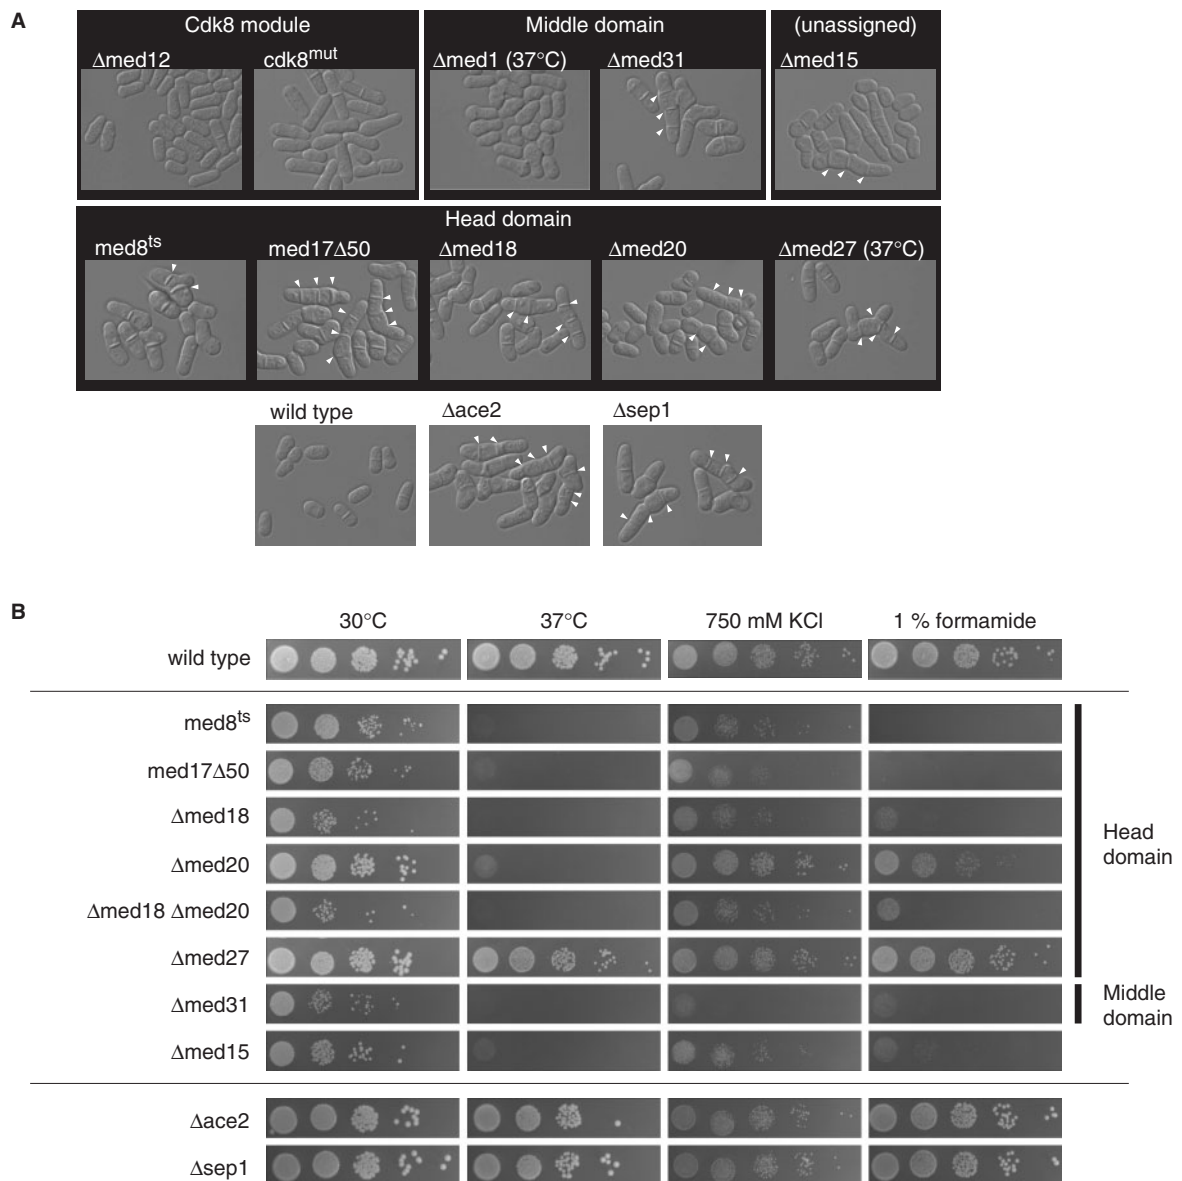 A
Cdk8 module
Middle domain
(unassigned)
Δmed12
cdk8mut
Δmed1 (37°C)
Δmed31
Δmed15
Head domain
med8ts
med17Δ50
Δmed18
Δmed20
Δmed27 (37°C)
wild type
Δace2
Δsep1
B
30°C
37°C
750 mM KCl
1 % formamide
wild type
med8ts
med17Δ50
Δmed18
Δmed20
Δmed18 Δmed20
Δmed27
Δmed31
Δmed15
Head
domain
Middle
domain
Δace2
Δsep1